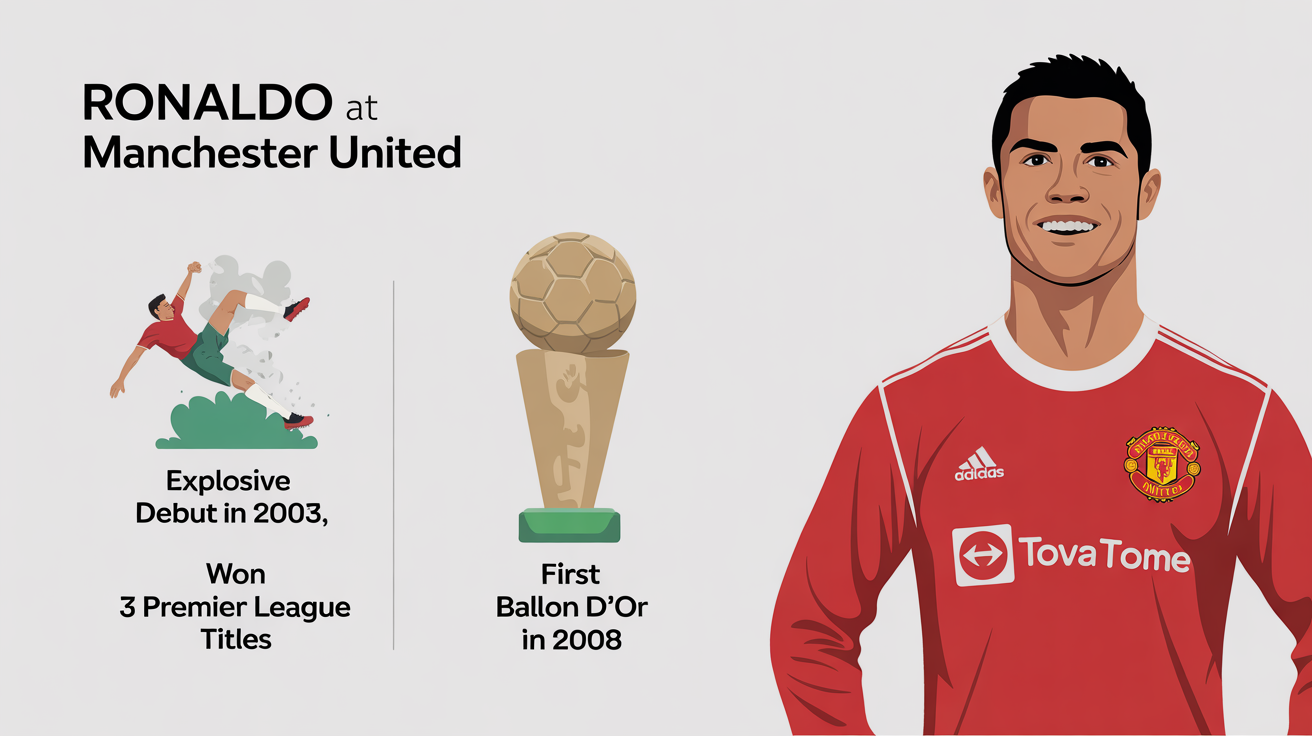 RONALDO at
Manchester United
Explosive
Debut in 2003,
Won
3 Premier League
Titles
First
Ballon D'Or
in 2008
adidas
TovaTome